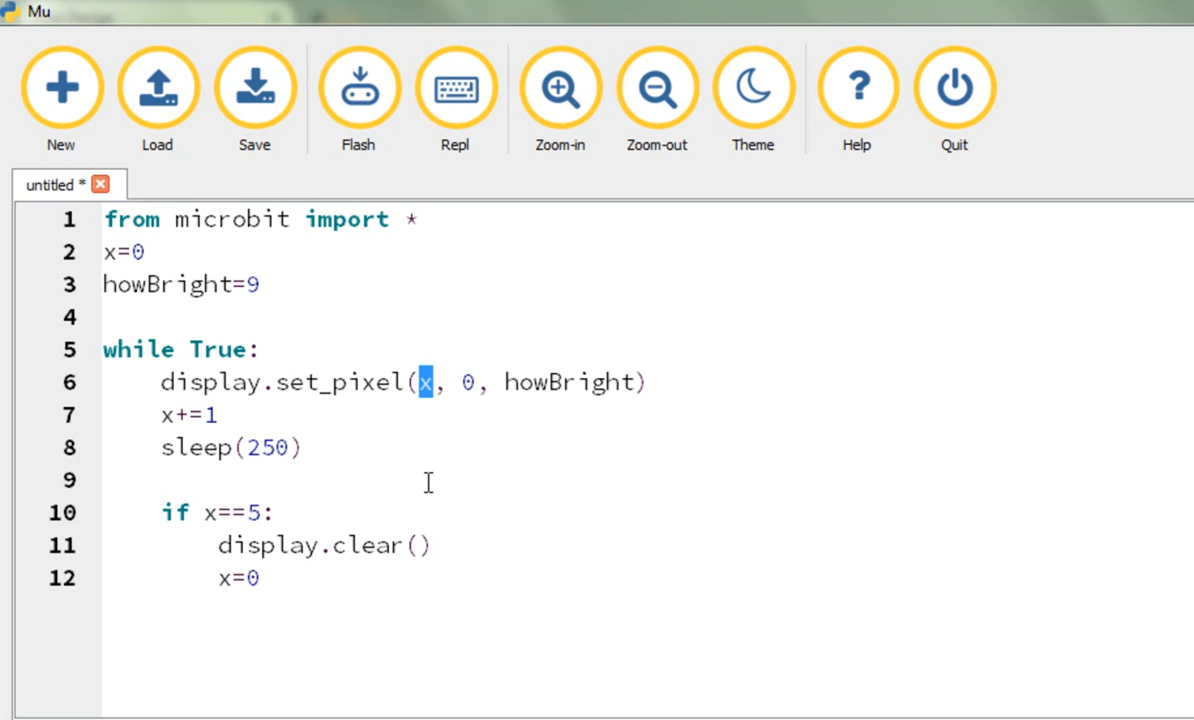 Mu
New Load Save Flash Repl Zoom-in Zoom-out Theme ? Help Quit
untitled *
1 from microbit import *
2 x=0
3 howBright=9
4
5 while True:
6 display.set_pixel(x, 0, howBright)
7 x+=1
8 sleep(250)
9
10 if x==5:
11 display.clear()
12 x=0